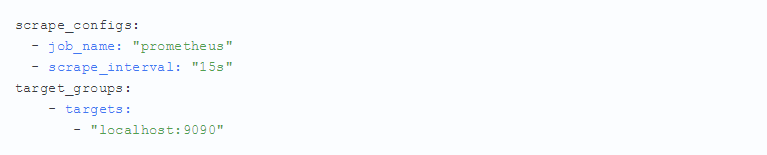 scrape_configs:
  - job_name: "prometheus"
  - scrape_interval: "15s"
target_groups:
    - targets:
       - "localhost:9090"